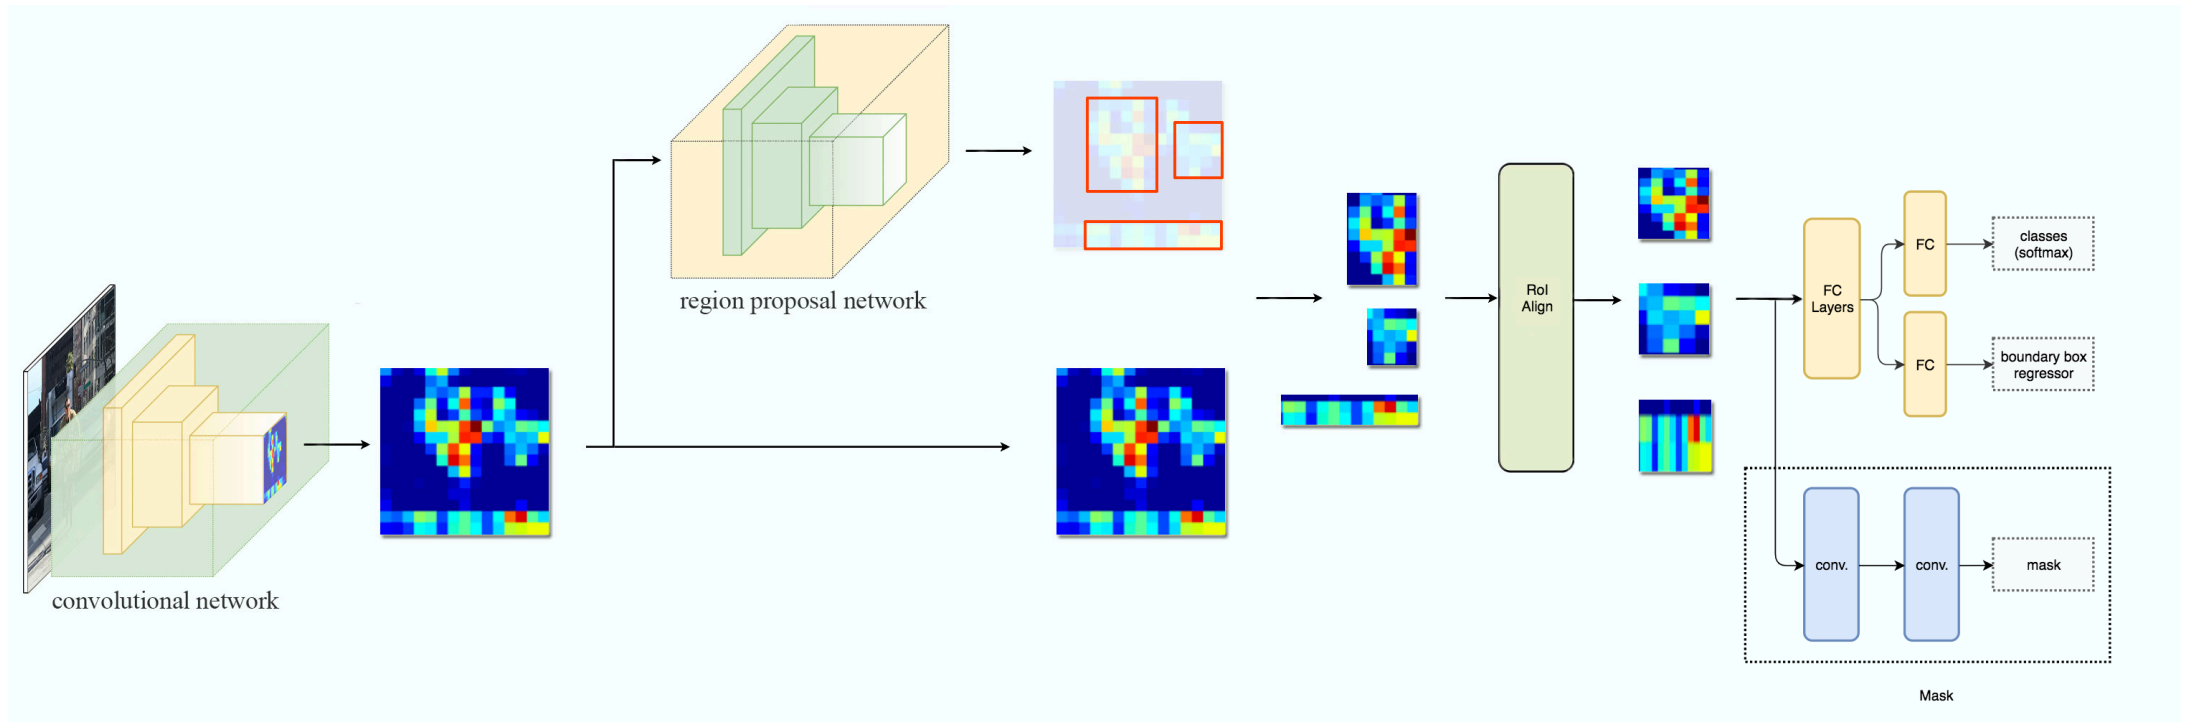 region proposal network
convolutional network
RoI
Align
FC
Layers
FC
classes
(softmax)
FC
boundary box
regressor
conv.
conv.
mask
Mask